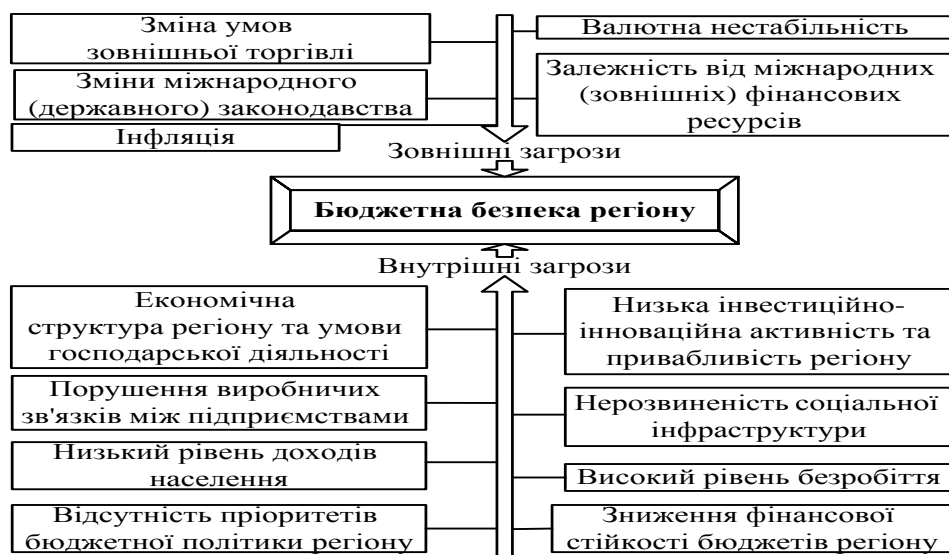 Зміна умов
зовнішньої торгівлі
Валютна нестабільність
Зміни міжнародного
(державного) законодавства
Залежність від міжнародних
(зовнішніх) фінансових
ресурсів
Інфляція
Зовнішні загрози
Бюджетна безпека регіону
Внутрішні загрози
Економічна
структура регіону та умови
господарської діяльності
Низька інвестиційно-
інноваційна активність та
привабливість регіону
Порушення виробничих
зв'язків між підприємствами
Нерозвиненість соціальної
інфраструктури
Низький рівень доходів
населення
Високий рівень безробіття
Відсутність пріоритетів
бюджетної політики регіону
Зниження фінансової
стійкості бюджетів регіону